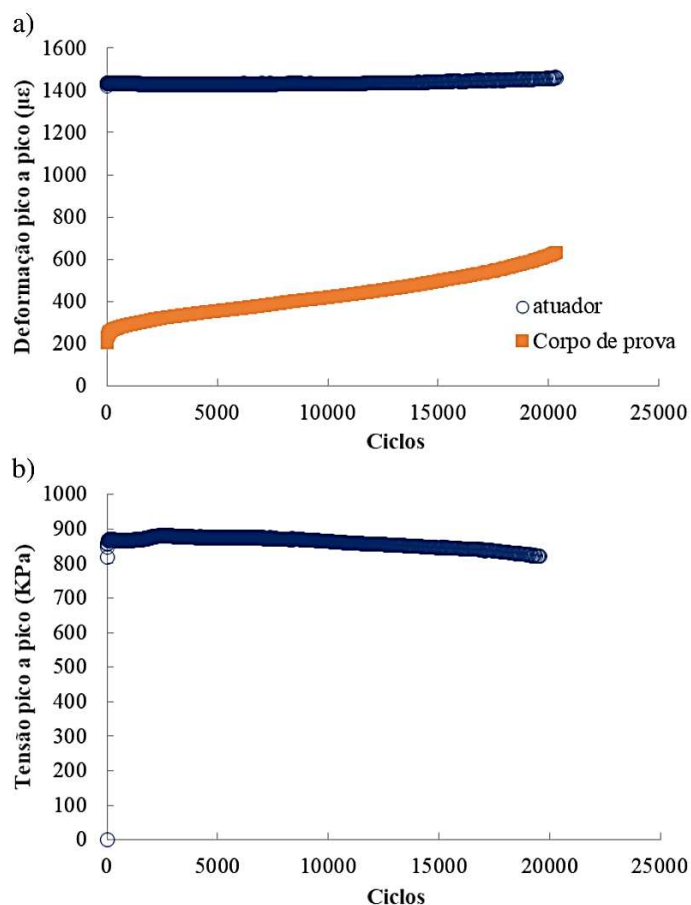 a)
Deformação pico a pico (µε)
1600
1400
1200
1000
800
600
400
200
0
atuador
Corpo de prova
0 5000 10000 15000 20000 25000
Ciclos
b)
Tensão pico a pico (KPa)
1000
900
800
700
600
500
400
300
200
100
0
0 5000 10000 15000 20000 25000
Ciclos